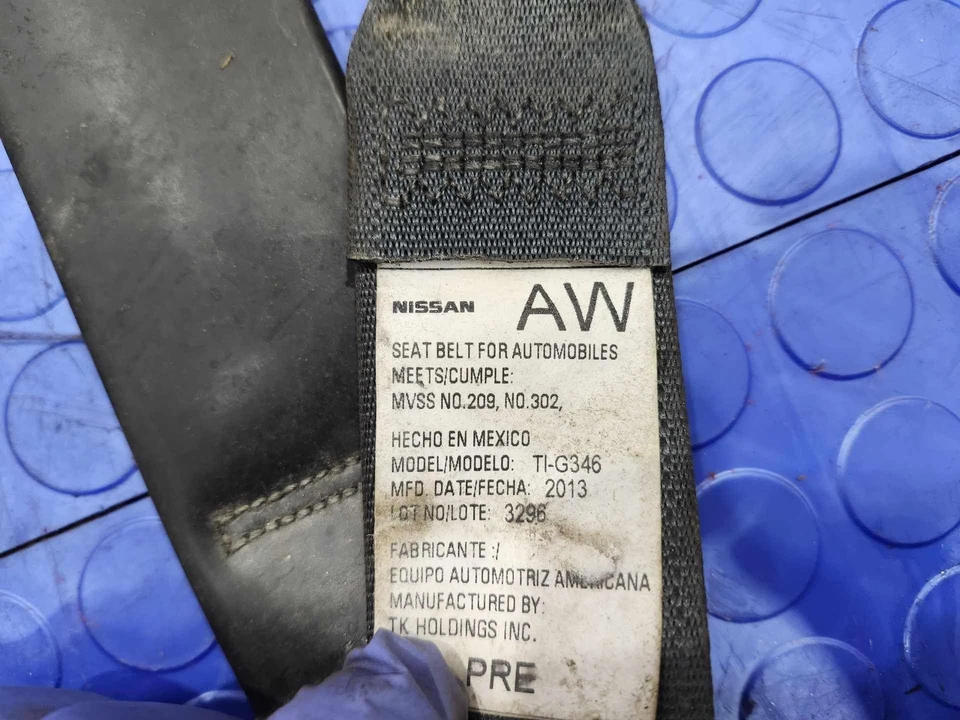 NISSAN AW
SEAT BELT FOR AUTOMOBILES
MEETS/CUMPLE:
MVSS NO.209, NO.302,
HECHO EN MEXICO
MODEL/MODELO: TI-G346
MFD. DATE/FECHA: 2013
LOT NO/LOTE: 3296
FABRICANTE :/
EQUIPO AUTOMOTRIZ AMERICANA
MANUFACTURED BY:
TK HOLDINGS INC.
PRE